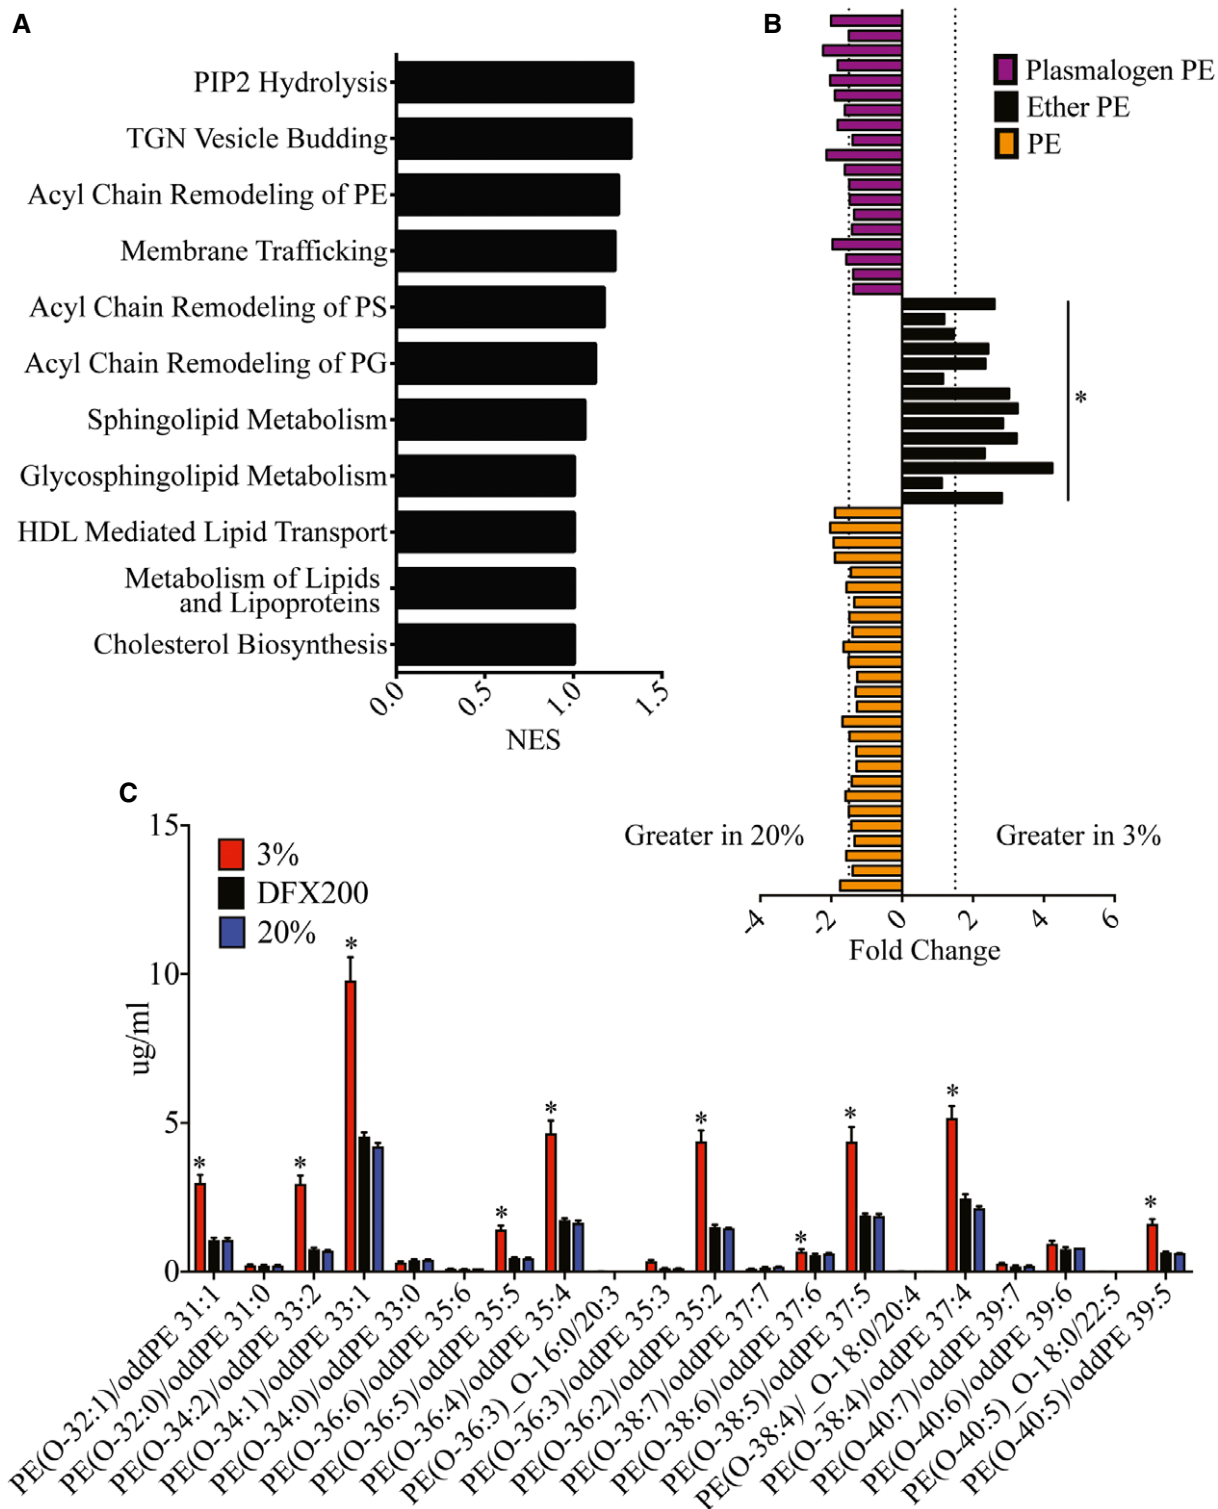 A
PIP2 Hydrolysis
TGN Vesicle Budding
Acyl Chain Remodeling of PE
Membrane Trafficking
Acyl Chain Remodeling of PS
Acyl Chain Remodeling of PG
Sphingolipid Metabolism
Glycosphingolipid Metabolism
HDL Mediated Lipid Transport
Metabolism of Lipids
and Lipoproteins
Cholesterol Biosynthesis
0.0
0.5
1.0
1.5
NES
B
Plasmalogen PE
Ether PE
PE
*
Greater in 20%
Greater in 3%
-4
-2
0
2
4
6
Fold Change
C
15
10
5
0
ug/ml
3%
DFX200
20%
*
*
*
*
*
*
*
*
*
*
PE(O-32:1)/oddPE 31:1
PE(O-32:0)/oddPE 31:0
PE(O-34:2)/oddPE 33:2
PE(O-34:1)/oddPE 33:1
PE(O-34:0)/oddPE 33:0
PE(O-36:6)/oddPE 35:6
PE(O-36:5)/oddPE 35:5
PE(O-36:4)/oddPE 35:4
PE(O-36:3)_O-16:0/20:3
PE(O-36:3)/oddPE 35:3
PE(O-36:2)/oddPE 35:2
PE(O-38:7)/oddPE 37:7
PE(O-38:6)/oddPE 37:6
PE(O-38:5)/oddPE 37:5
PE(O-38:4)/_O-18:0/20:4
PE(O-38:4)/oddPE 37:4
PE(O-40:7)/oddPE 39:7
PE(O-40:6)/oddPE 39:6
PE(O-40:5)_O-18:0/22:5
PE(O-40:5)/oddPE 39:5